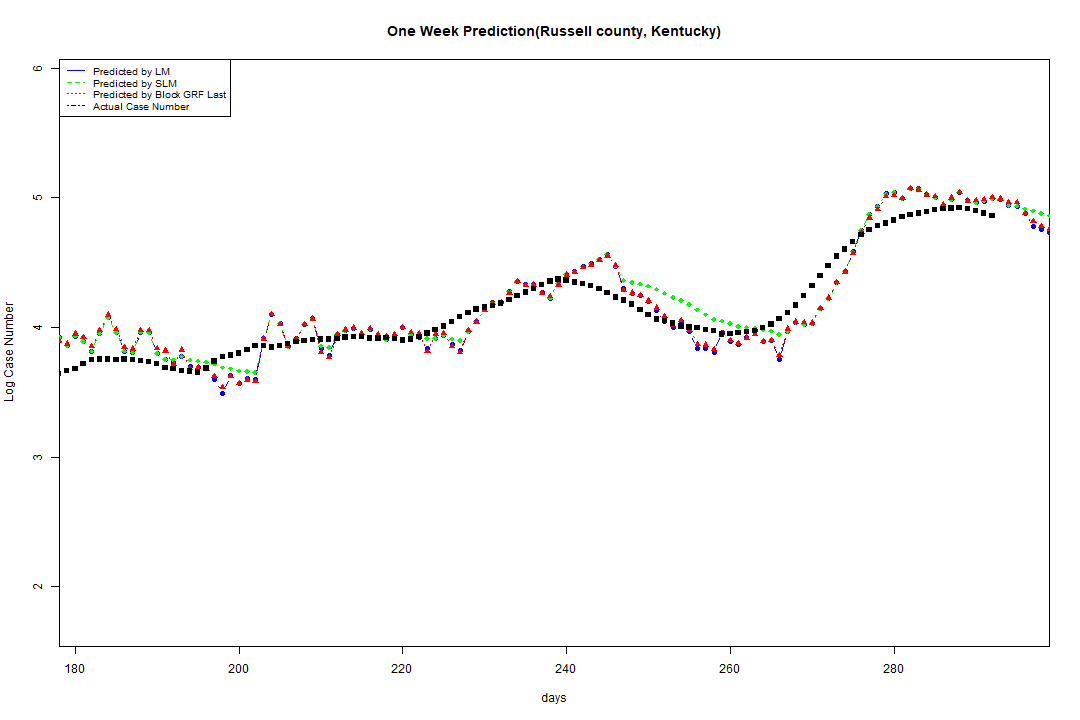 One Week Prediction(Russell county, Kentucky)
Predicted by LM
Predicted by SLM
Predicted by Block GRF Last
Actual Case Number
6
5
4
3
2
Log Case Number
180 200 220 240 260 280
days